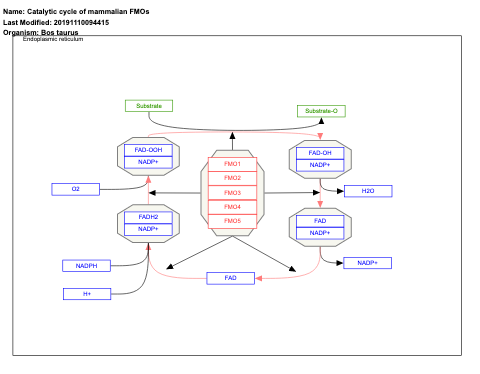 Name: Catalytic cycle of mammalian FMOs
Last Modified: 20191110094415
Organism: Bos taurus
Endoplasmic reticulum
Substrate
Substrate-O
FAD-OOH
NADP+
FMO1
FMO2
FMO3
FMO4
FMO5
FAD-OH
NADP+
O2
H2O
FADH2
NADP+
FAD
NADP+
NADPH
NADP+
FAD
H+